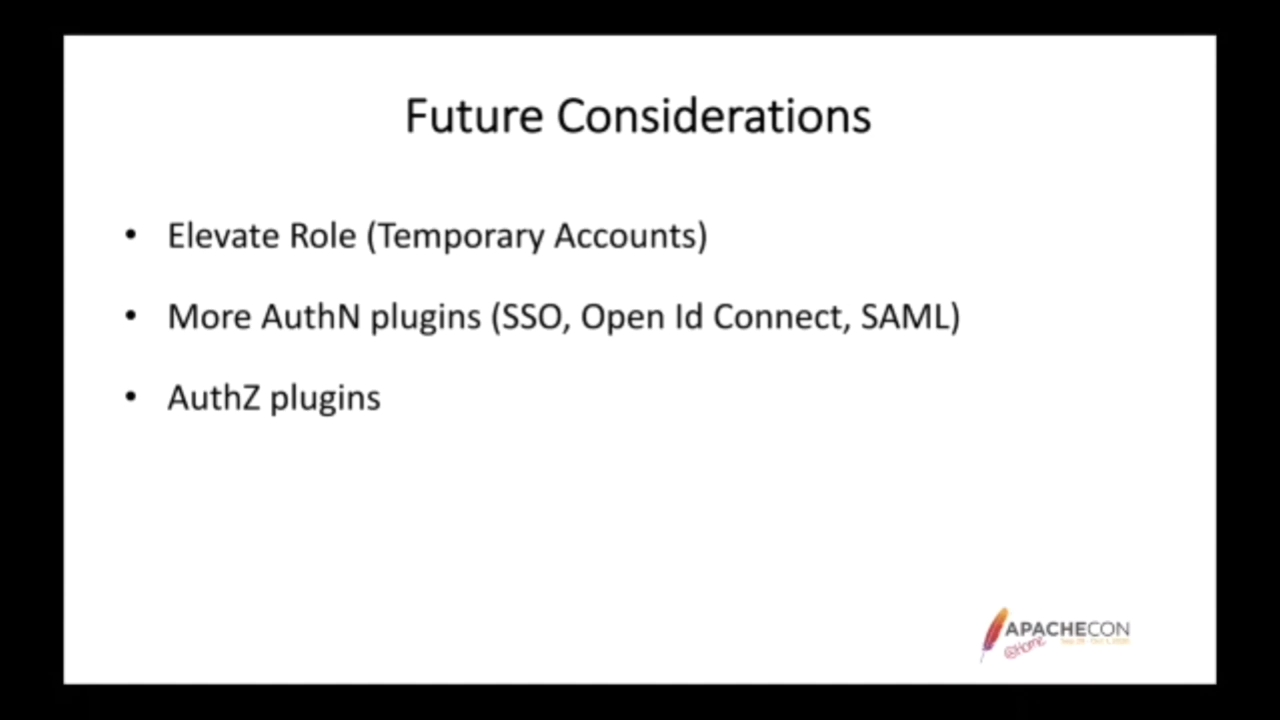 Future Considerations
• Elevate Role (Temporary Accounts)
• More AuthN plugins (SSO, Open Id Connect, SAML)
• AuthZ plugins
APACHECON
@Home